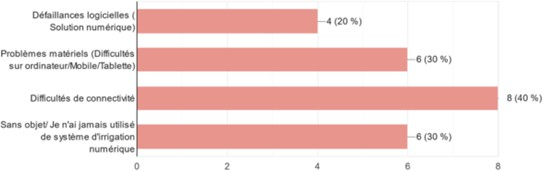 Défaillances logicielles (
Solution numérique)
4 (20 %)
Problèmes matériels (Difficultés
sur ordinateur/Mobile/Tablette)
6 (30 %)
Difficultés de connectivité
8 (40 %)
Sans objet/ Je n'ai jamais utilisé
de système d'irrigation
numérique
6 (30 %)
0 2 4 6 8